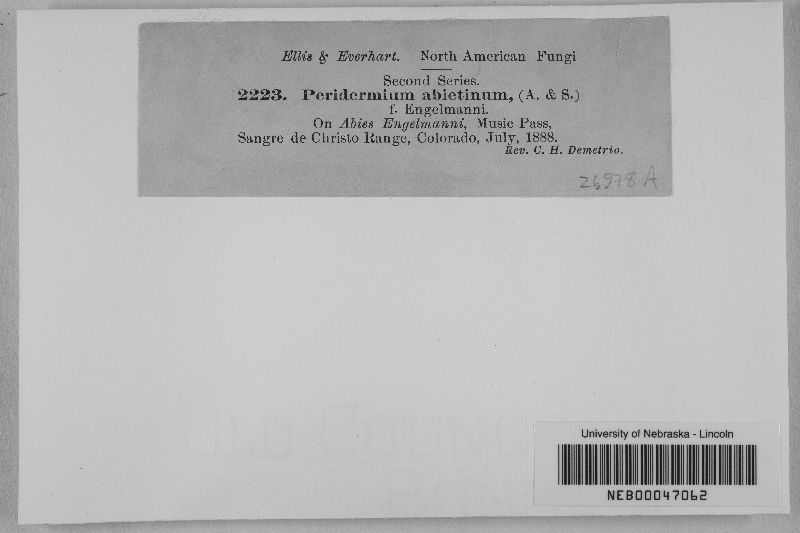 Ellis & Everhart. North American Fungi
Second Series.
2223. Peridermium abietinum, (A. & S.)
f. Engelmanni.
On Abies Engelmanni, Music Pass,
Sangre de Christo Range, Colorado, July, 1888.
Rev. C. H. Demetrio.
26978 A
University of Nebraska - Lincoln
NEB00047062